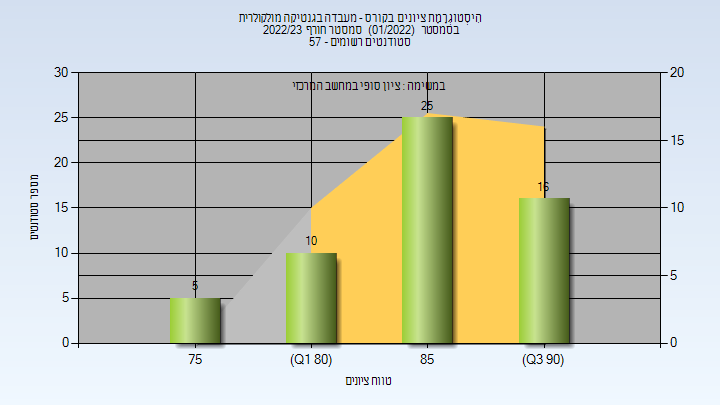 היסְטוֹגְרָמַת ציונים בקורס - מעבדה בגנטיקה מולקולרית
בסמסטר (01/2022) סמסטר חורף 2022/23
סטודנטים רשומים - 57
במשימה : ציון סופי במחשב המרכזי
מספר סטודנטים
30
25
20
15
10
5
0
20
15
10
5
0
5
10
25
16
75
(Q1 80)
85
(Q3 90)
טווח ציונים